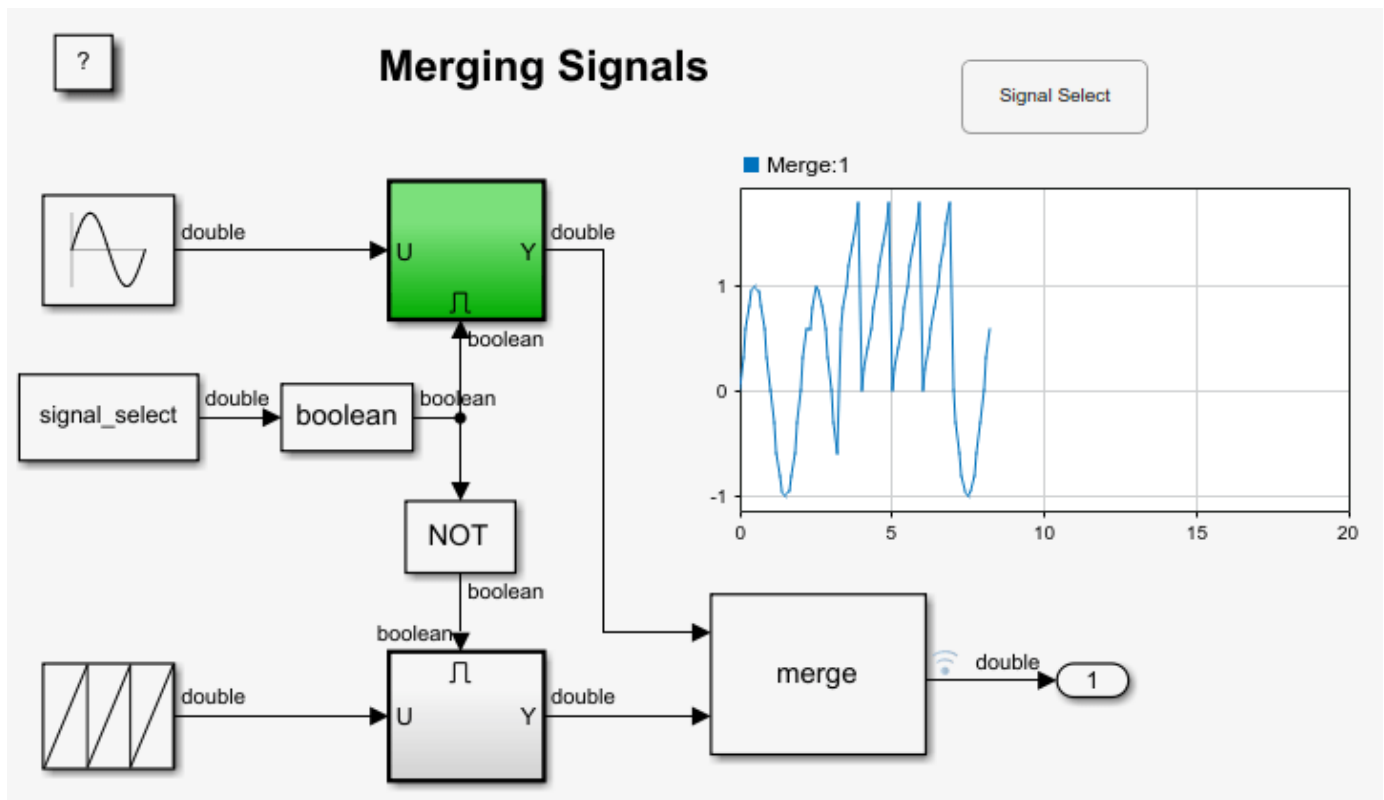 ?
Merging Signals
Signal Select
Merge:1
double
U
Y
double
boolean
signal_select
double
boolean
boolean
NOT
boolean
boolean
double
U
Y
double
1
0
-1
0
5
10
15
20
merge
double
1